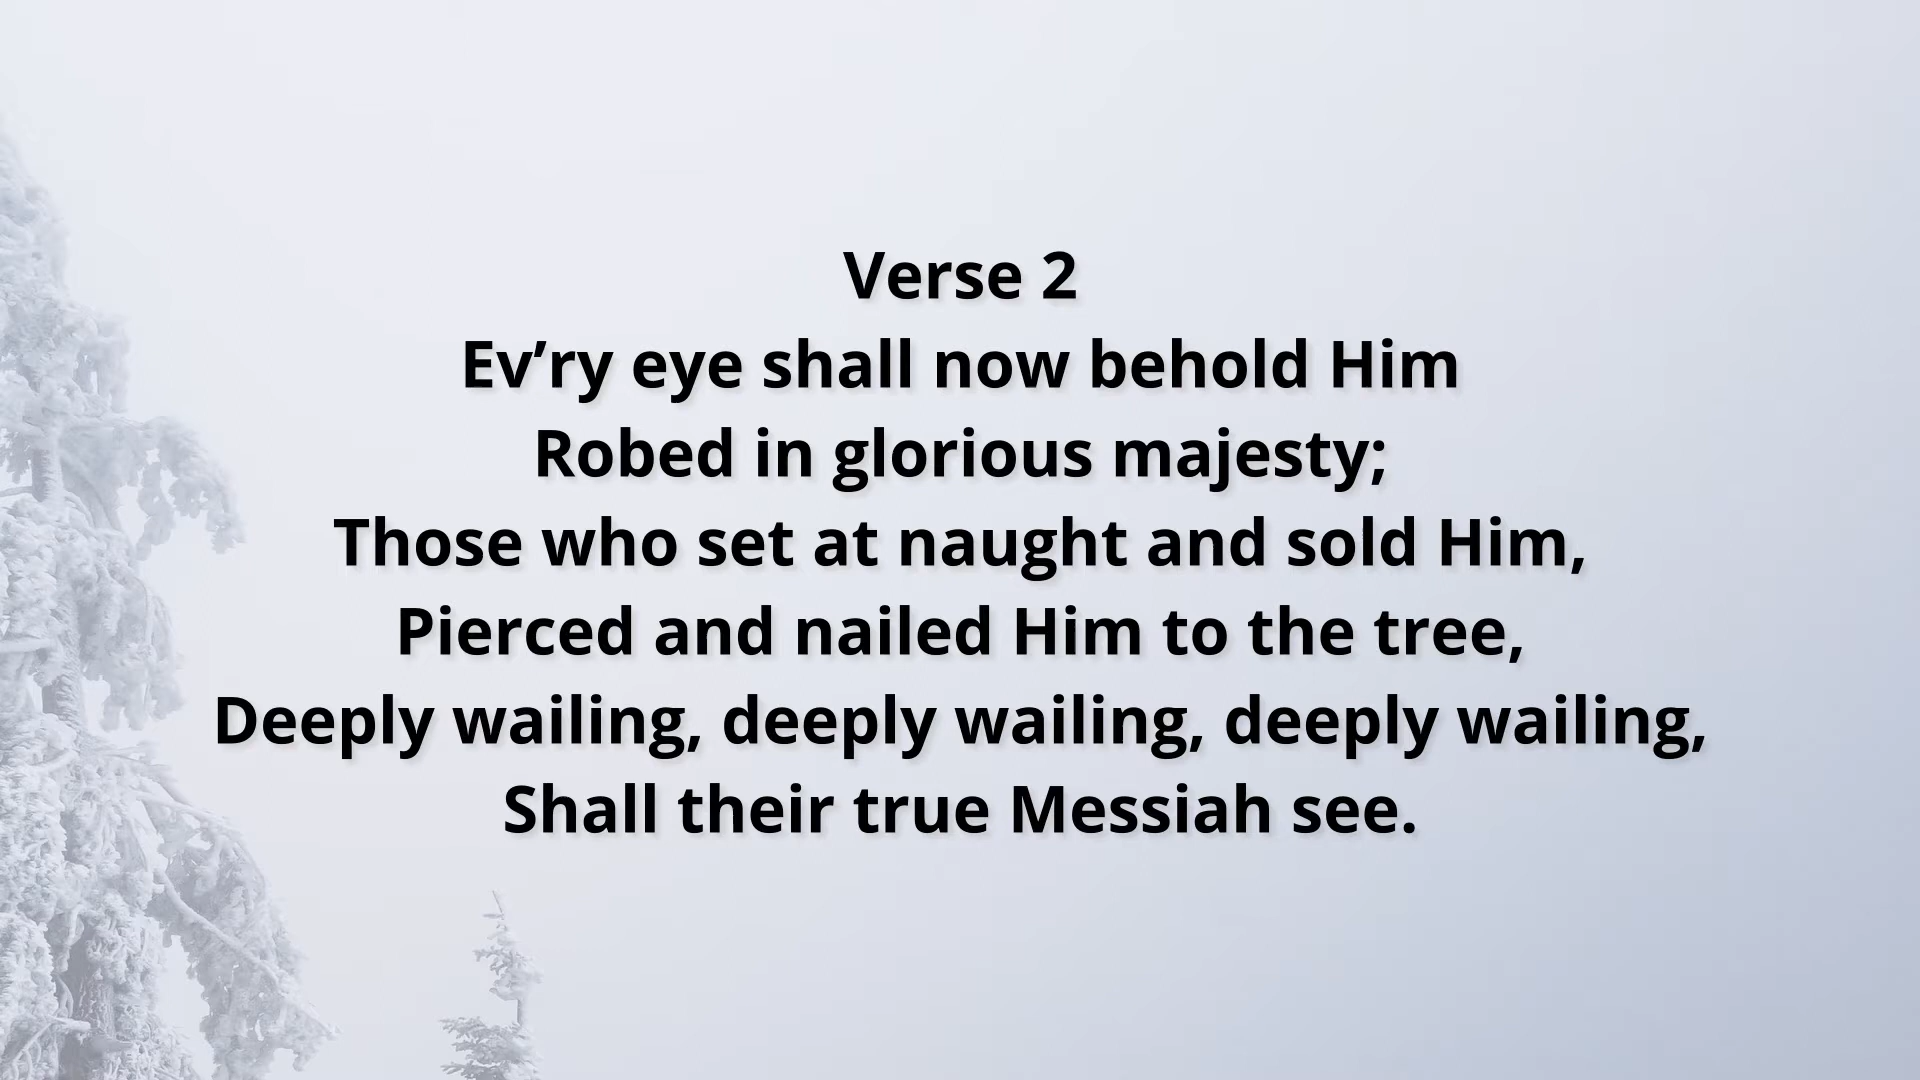 Verse 2
Ev’ry eye shall now behold Him
Robed in glorious majesty;
Those who set at naught and sold Him,
Pierced and nailed Him to the tree,
Deeply wailing, deeply wailing, deeply wailing,
Shall their true Messiah see.